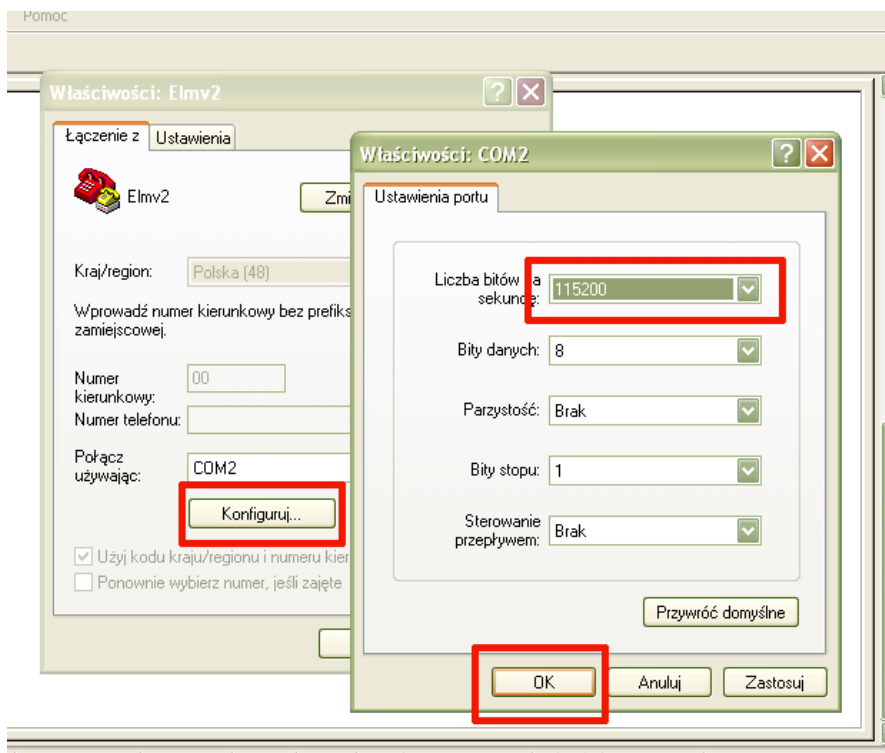 Pomoc
Właściwości: Elmv2
Łączenie z
Ustawienia
Elmv2
Zmi
Kraj/region:
Polska (48)
Wprowadź numer kierunkowy bez prefiks
zamiejscowej.
Numer
kierunkowy:
00
Numer telefonu:
Połącz
używając:
COM2
Konfiguruj...
Użyj kodu kraju/regionu i numeru kier
Ponownie wybierz numer, jeśli zajęte
Właściwości: COM2
Ustawienia portu
Liczba bitów na
sekundę:
115200
Bity danych:
8
Parzystość:
Brak
Bity stopu:
1
Sterowanie
przepływem:
Brak
Przywróć domyślne
OK
Anuluj
Zastosuj